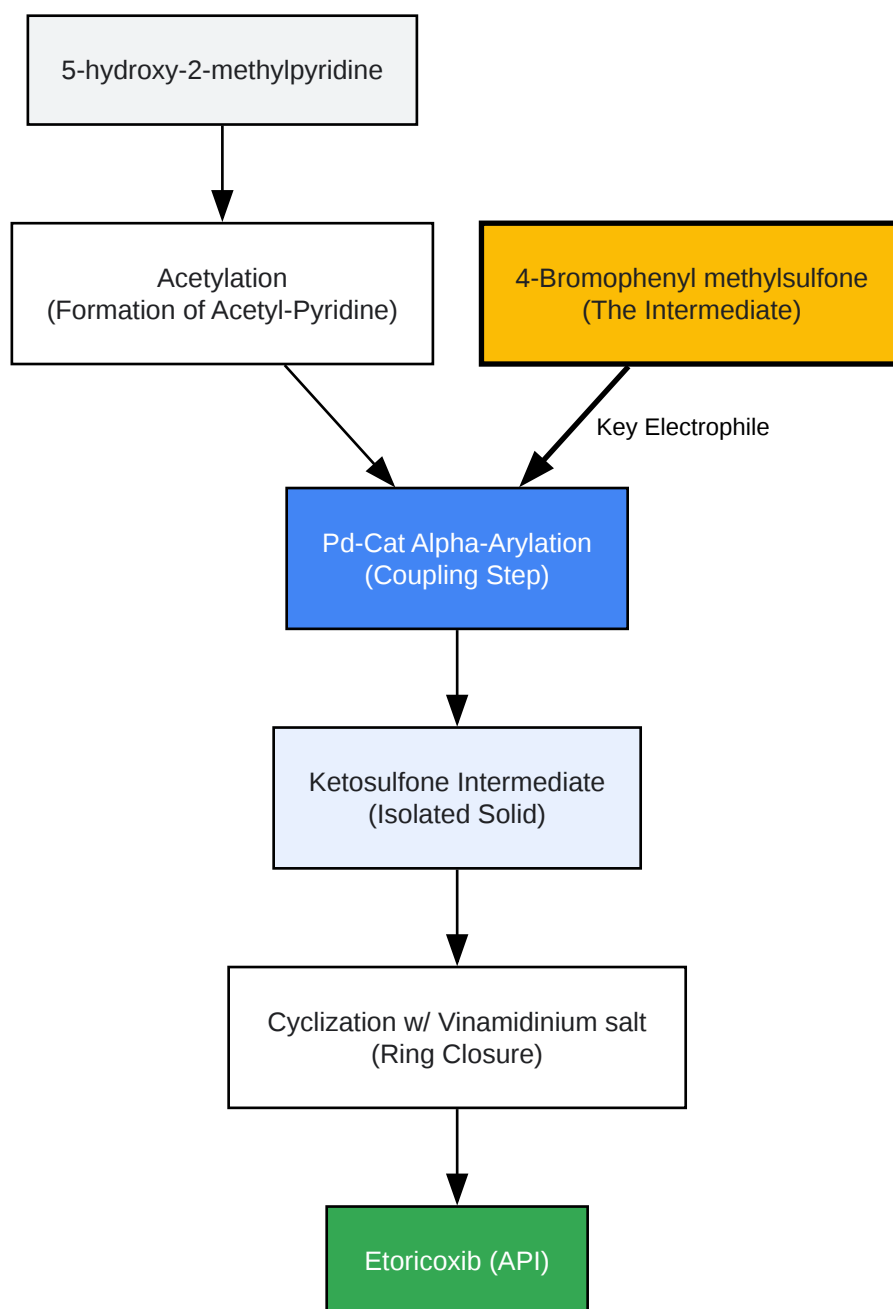 5-hydroxy-2-methylpyridine
Acetylation
(Formation of Acetyl-Pyridine)
4-Bromophenyl methylsulfone
(The Intermediate)
Key Electrophile
Pd-Cat Alpha-Arylation
(Coupling Step)
Ketosulfone Intermediate
(Isolated Solid)
Cyclization w/ Vinamidinium salt
(Ring Closure)
Etoricoxib (API)